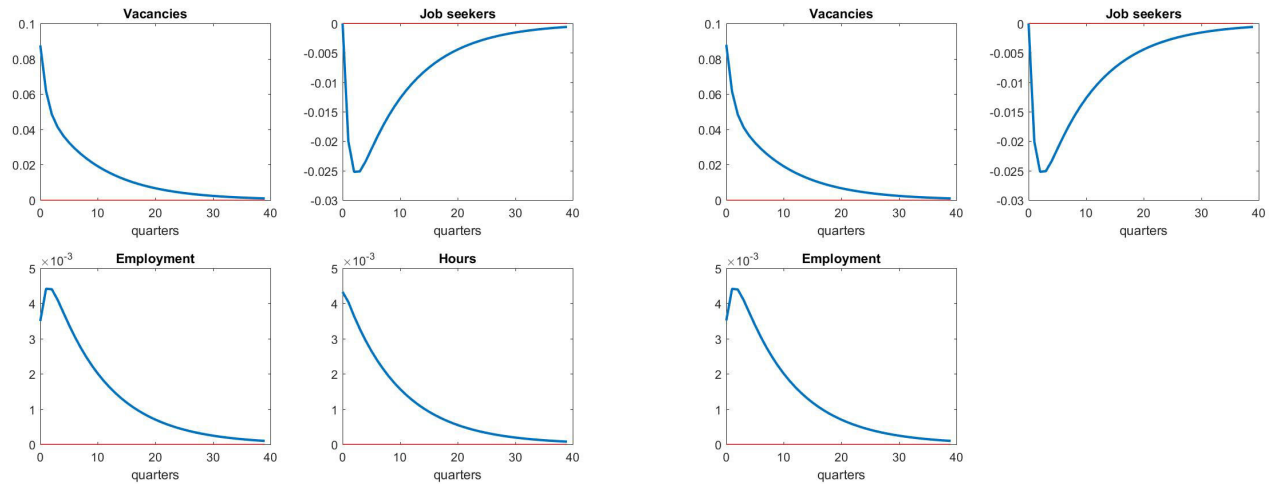 Vacancies
0.1
0.08
0.06
0.04
0.02
0
0 10 20 30 40
quarters
Job seekers
0
-0.005
-0.01
-0.015
-0.02
-0.025
-0.03
0 10 20 30 40
quarters
Vacancies
0.1
0.08
0.06
0.04
0.02
0
0 10 20 30 40
quarters
Job seekers
0
-0.005
-0.01
-0.015
-0.02
-0.025
-0.03
0 10 20 30 40
quarters
Employment
×10⁻³
5
4
3
2
1
0
0 10 20 30 40
quarters
Hours
×10⁻³
5
4
3
2
1
0
0 10 20 30 40
quarters
Employment
×10⁻³
5
4
3
2
1
0
0 10 20 30 40
quarters